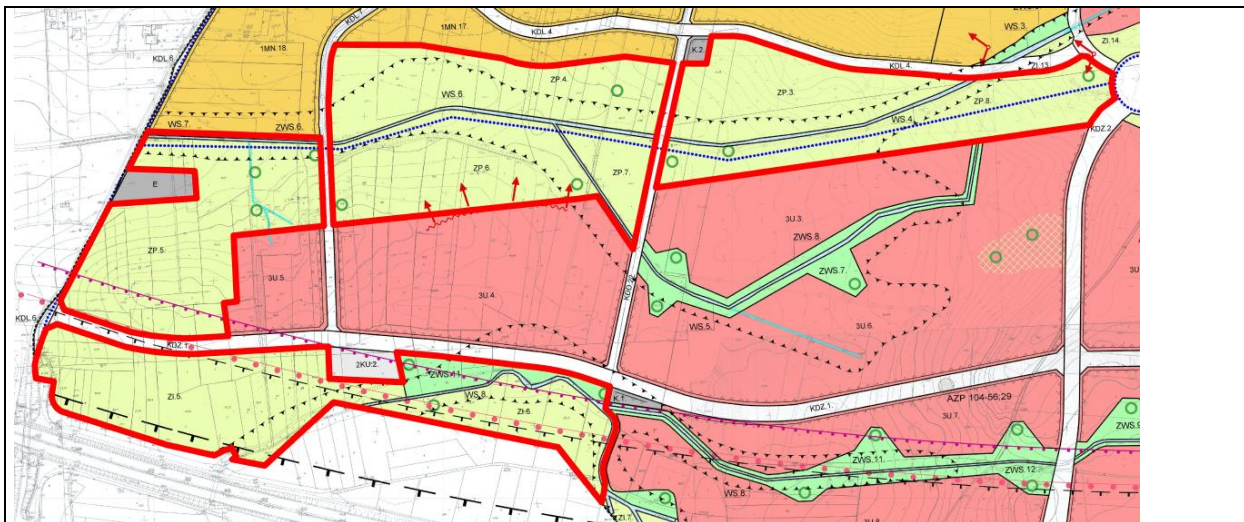 WS.3.
1MN.17.
KDL.7.
KDL.4.
1MN.18.
K.2
ZI.14.
KDL.6.
KDL.4.
ZI.13.
ZP.4.
ZP.3.
WS.6.
ZP.8.
WS.4.
WS.7.
ZWS.6.
KDZ.2.
ZP.6.
ZP.7.
E
3U.3.
ZP.5.
ZWS.8.
3U.5.
ZWS.7.
3U.4.
KDL.6.
WS.5.
3U.6.
KDZ.1.
2KU.2.
ZWS.11.
ZI.5.
WS.8.
K.1
AZP 104-56;29
ZI.6.
KDZ.1.
3U.7.
ZWS.9
ZWS.11.
ZWS.12.
WS.8.
ZI.7
3U.8.